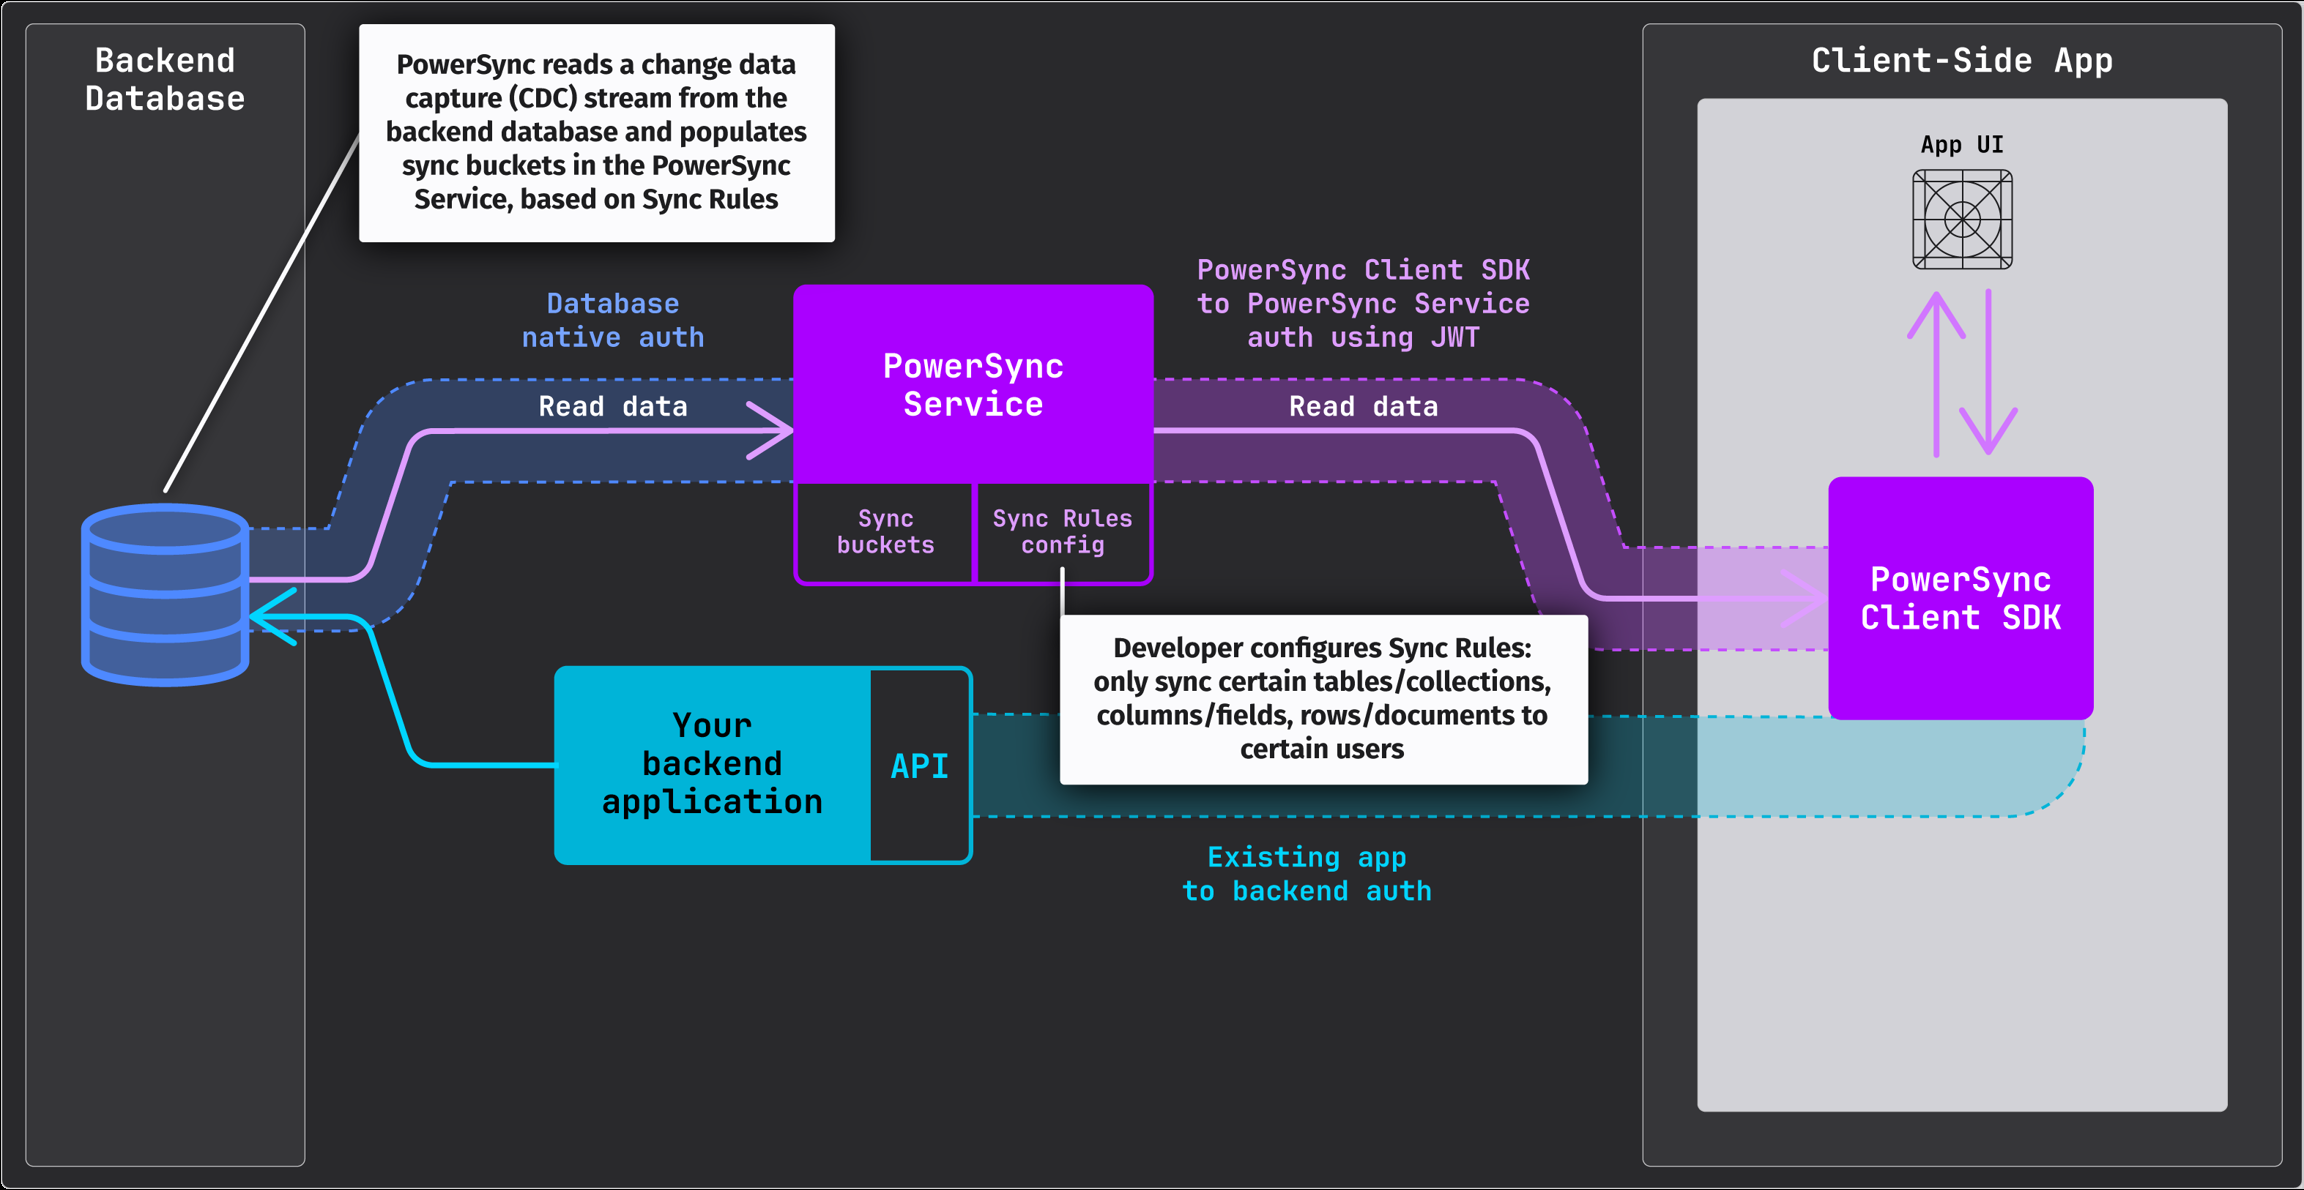 Backend
Database
PowerSync reads a change data
capture (CDC) stream from the
backend database and populates
sync buckets in the PowerSync
Service, based on Sync Rules
Client-Side App
App UI
Database
native auth
Read data
PowerSync
Service
Sync
buckets
Sync Rules
config
PowerSync Client SDK
to PowerSync Service
auth using JWT
Read data
PowerSync
Client SDK
Developer configures Sync Rules:
only sync certain tables/collections,
columns/fields, rows/documents to
certain users
Your
backend
application
API
Existing app
to backend auth